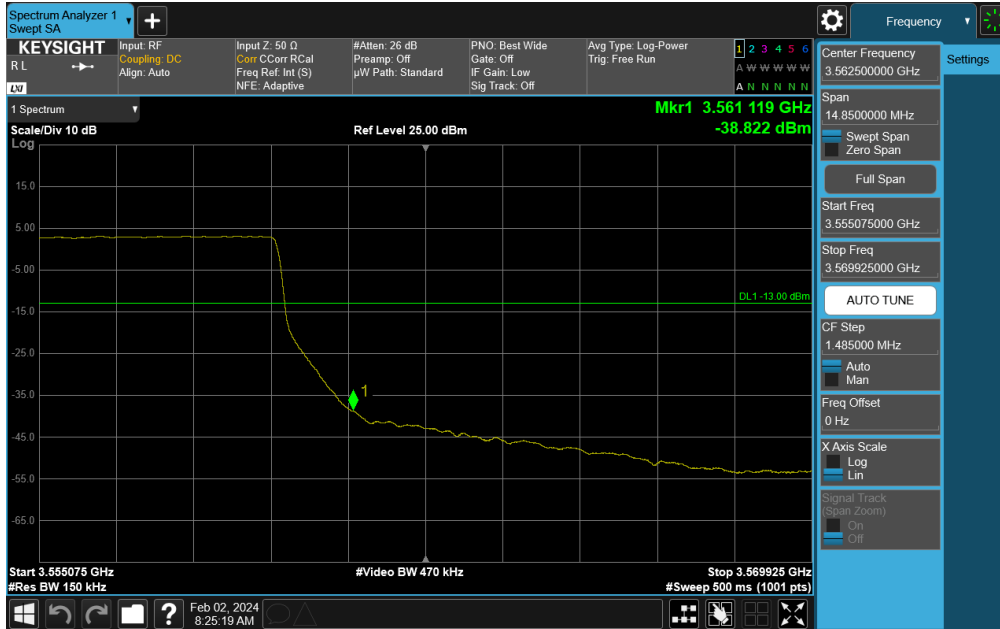 Spectrum Analyzer 1
Swept SA
+
Frequency
KEYSIGHT
R L
LXI
Input: RF
Coupling: DC
Align: Auto
Input Z: 50 Ω
Corr CCorr RCal
Freq Ref: Int (S)
NFE: Adaptive
#Atten: 26 dB
Preamp: Off
µW Path: Standard
PNO: Best Wide
Gate: Off
IF Gain: Low
Sig Track: Off
Avg Type: Log-Power
Trig: Free Run
1 2 3 4 5 6
A W W W W W
A N N N N N
1 Spectrum
Scale/Div 10 dB
Log
Ref Level 25.00 dBm
Mkr1 3.561 119 GHz
-38.822 dBm
15.0
5.00
-5.00
-15.0
-25.0
-35.0
-45.0
-55.0
-65.0
DL1 -13.00 dBm
1
Start 3.555075 GHz
#Res BW 150 kHz
#Video BW 470 kHz
Stop 3.569925 GHz
#Sweep 500 ms (1001 pts)
Center Frequency
3.562500000 GHz
Span
14.8500000 MHz
Swept Span
Zero Span
Full Span
Start Freq
3.555075000 GHz
Stop Freq
3.569925000 GHz
AUTO TUNE
CF Step
1.485000 MHz
Auto
Man
Freq Offset
0 Hz
X Axis Scale
Log
Lin
Signal Track
(Span Zoom)
On
Off
Settings
?
Feb 02, 2024
8:25:19 AM